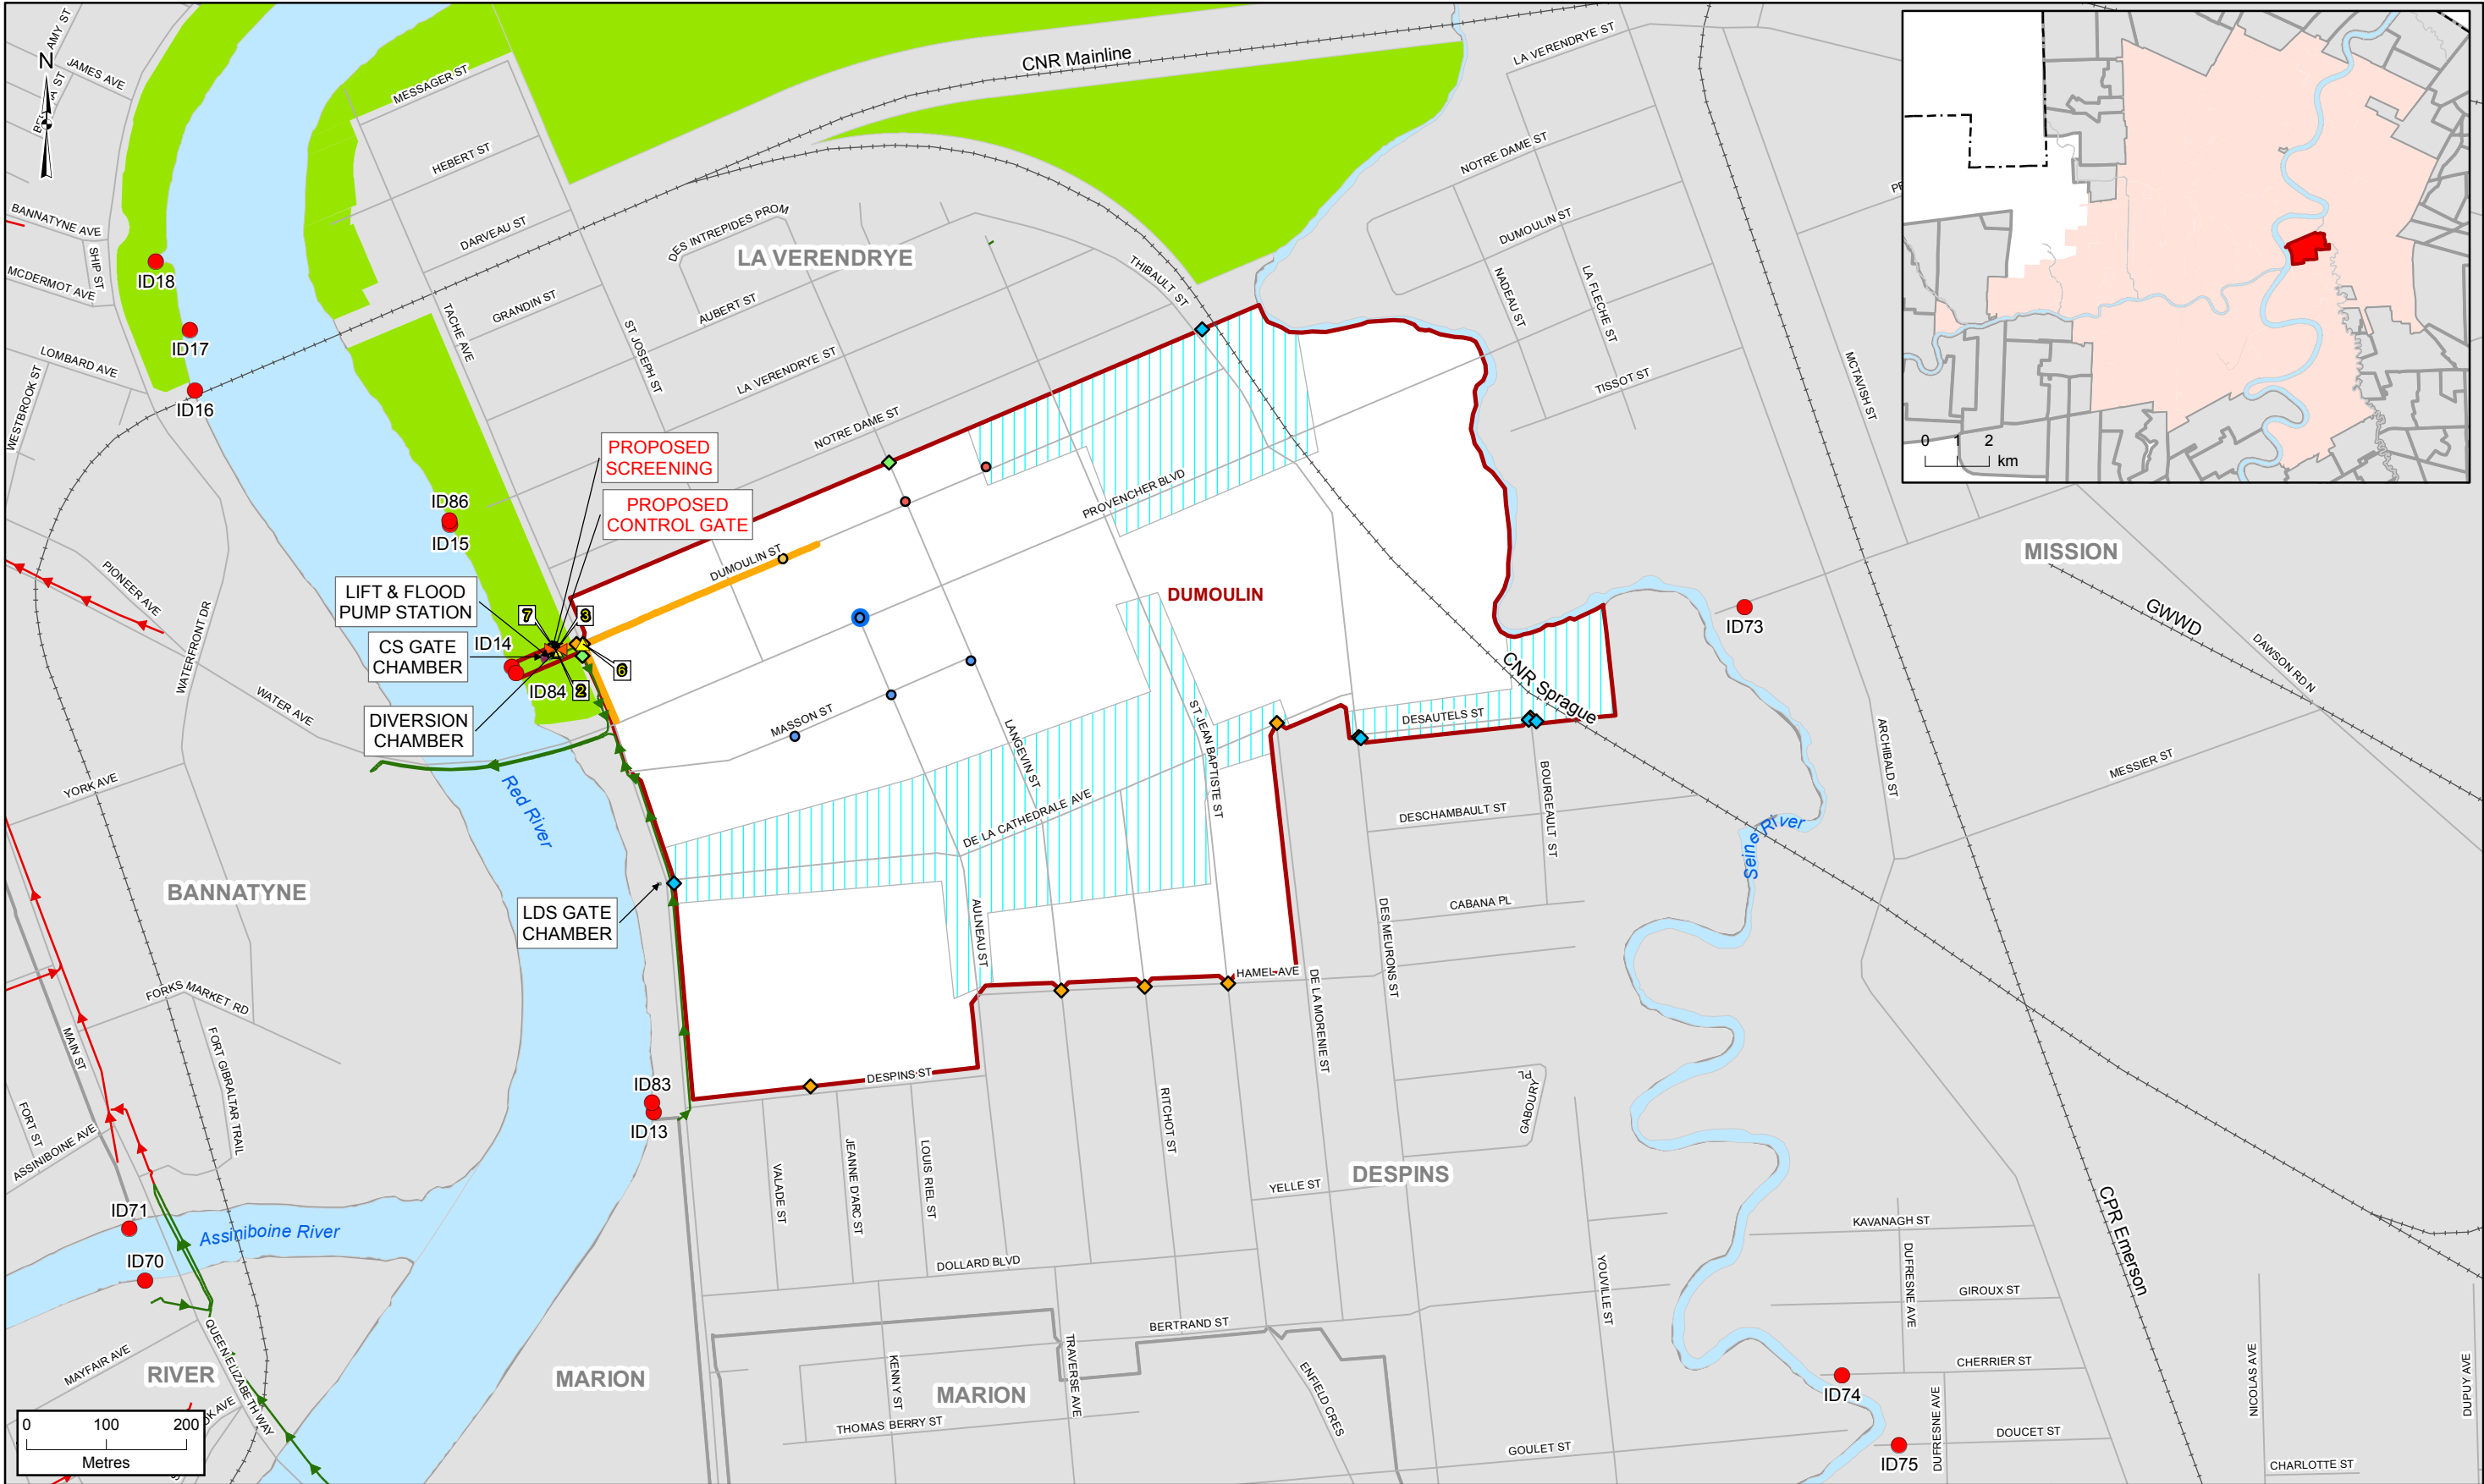 AMY ST
JAMES AVE
N
MESSAGER ST
HEBERT ST
DARVEAU ST
GRANDIN ST
DES INTREPIDES PROM
AUBERT ST
LA VERENDRYE
LA VERENDRYE ST
NOTRE DAME ST
CNR Mainline
THIBAULT ST
LA VERENDRYE ST
NOTRE DAME ST
DUMOULIN ST
NADEAU ST
LA FLECHE ST
TISSOT ST
MCTAVISH ST
0 1 2
km
BANNATYNE AVE
SHIP ST
MCDERMOT AVE
LOMBARD AVE
WESTBROOK ST
ID18
ID17
ID16
TACHE AVE
ST JOSEPH ST
PROPOSED
SCREENING
PROPOSED
CONTROL GATE
ID86
ID15
LIFT & FLOOD
PUMP STATION
CS GATE
CHAMBER
DIVERSION
CHAMBER
ID14
ID84
7
3
6
2
DUMOULIN ST
PROVENCHER BLVD
DUMOULIN
MASSON ST
LANGEVIN ST
ST JEAN BAPTISTE ST
DE LA CATHEDRALE AVE
AULNEAU ST
DESAUTELS ST
CNR Sprague
MISSION
GWWD
DAWSON RD N
ID73
ARCHIBALD ST
MESSIER ST
Seine River
PIONEER AVE
WATERFRONT DR
WATER AVE
YORK AVE
Red River
BANNATYNE
LDS GATE
CHAMBER
DESCHAMBAULT ST
BOURGEAULT ST
CABANA PL
DES MEURONS ST
HAMEL AVE
DE LA MORENIE ST
FORKS MARKET RD
FORT GIBRALTAR TRAIL
MAIN ST
FORT ST
ASSINIBOINE AVE
ID83
ID13
DESPINS ST
VALADE ST
JEANNE D'ARC ST
LOUIS RIEL ST
RITCHOT ST
GABOURY
PL
DESPINS
YELLE ST
ID71
ID70
Assiniboine River
DOLLARD BLVD
BERTRAND ST
YOUVILLE ST
KAVANAGH ST
DUFRESNE AVE
GIROUX ST
CPR Emerson
CHERRIER ST
ID74
ID75
DUFRESNE AVE
DOUCET ST
NICOLAS AVE
DUPUY AVE
CHARLOTTE ST
MAYFAIR AVE
RIVER
QUEEN ELIZABETH WAY
MARION
KENNY ST
MARION
TRAVERSE AVE
ENFIELD CRES
THOMAS BERRY ST
GOULET ST
0 100 200
Metres